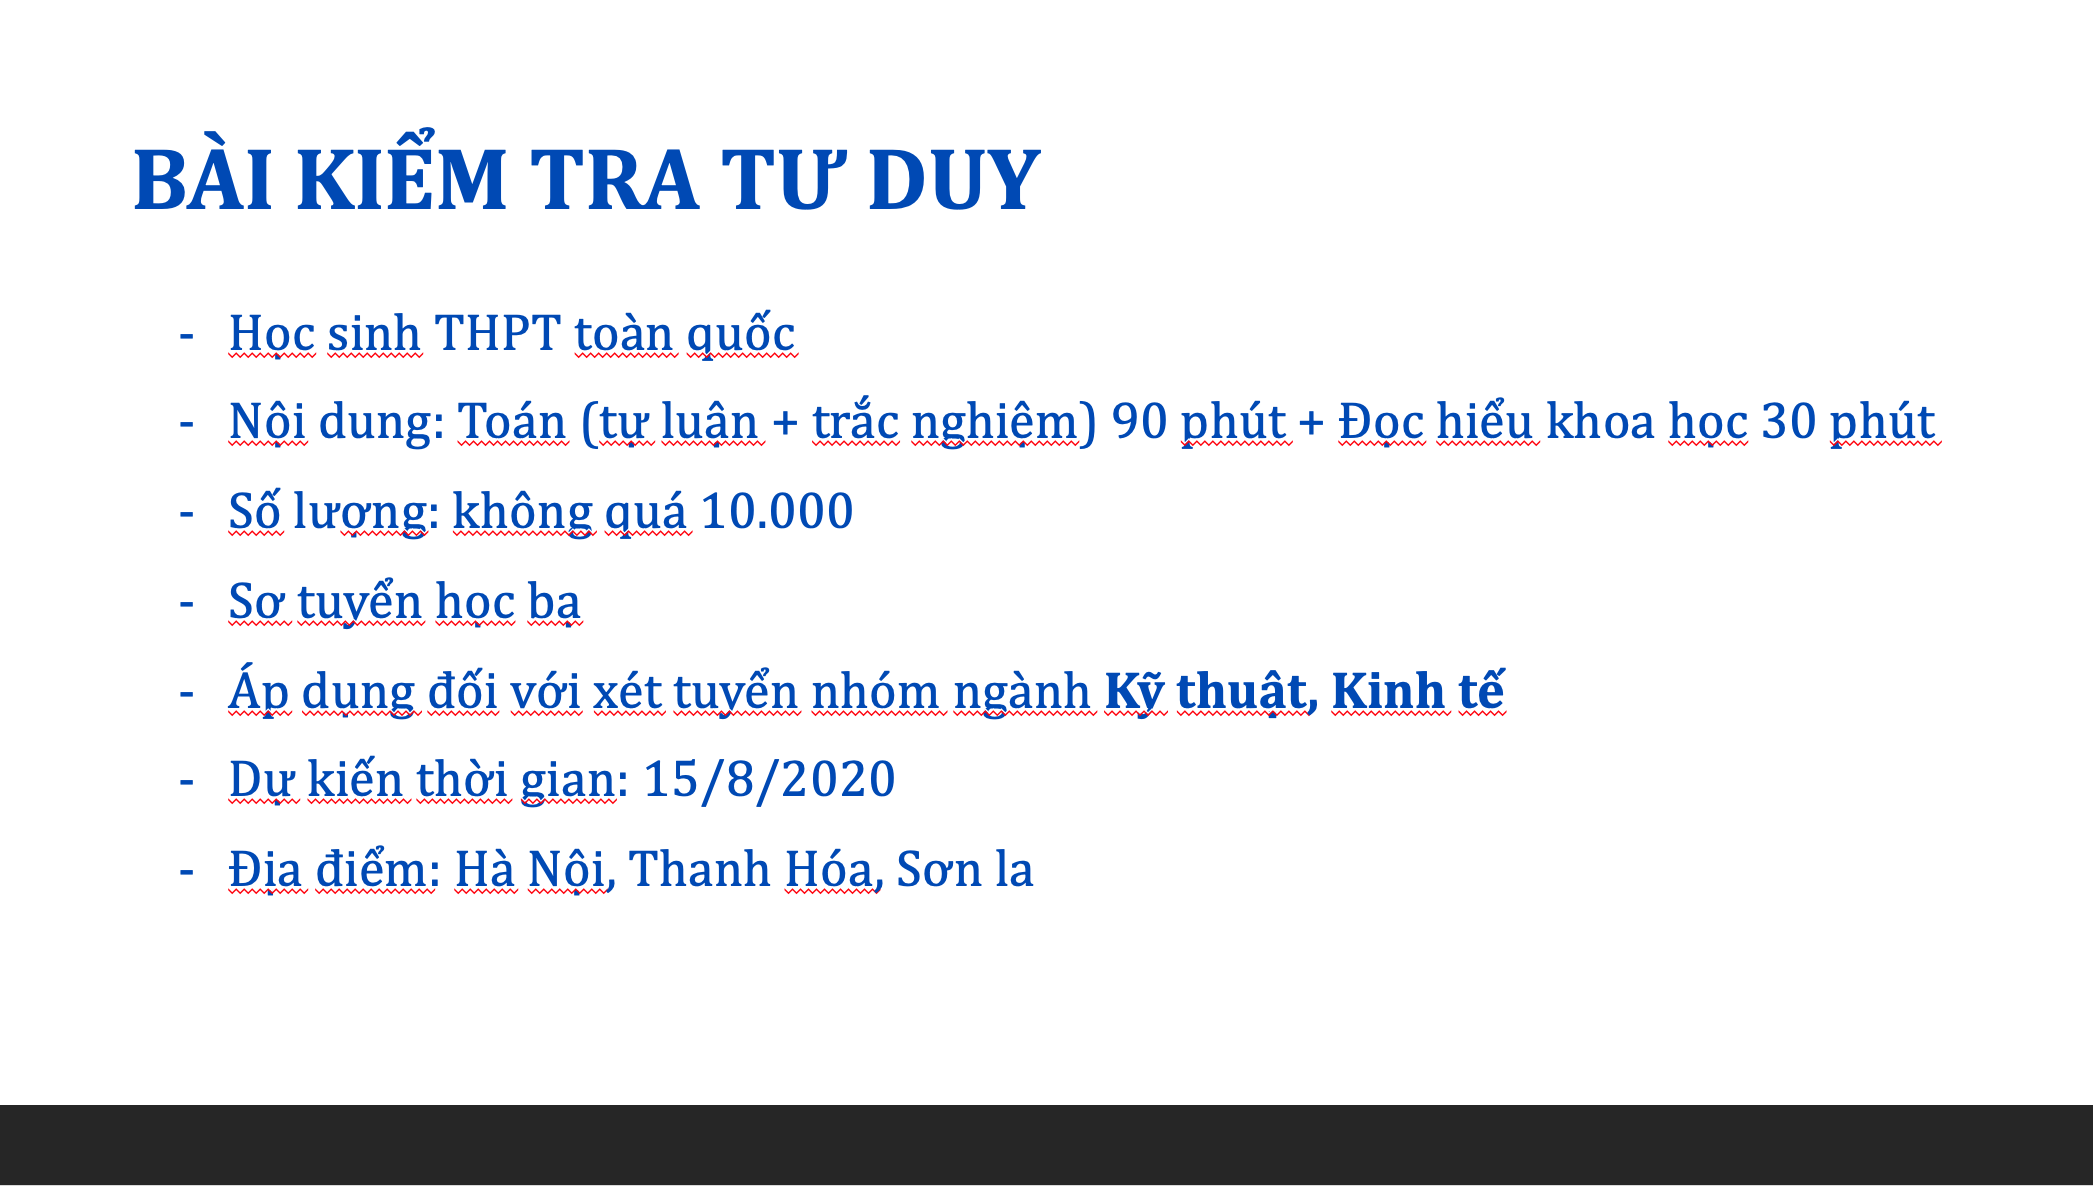 BÀI KIỂM TRA TƯ DUY
- Học sinh THPT toàn quốc
- Nội dung: Toán (tự luận + trắc nghiệm) 90 phút + Đọc hiểu khoa học 30 phút
- Số lượng: không quá 10.000
- Sơ tuyển học bạ
- Áp dụng đối với xét tuyển nhóm ngành Kỹ thuật, Kinh tế
- Dự kiến thời gian: 15/8/2020
- Địa điểm: Hà Nội, Thanh Hóa, Sơn la